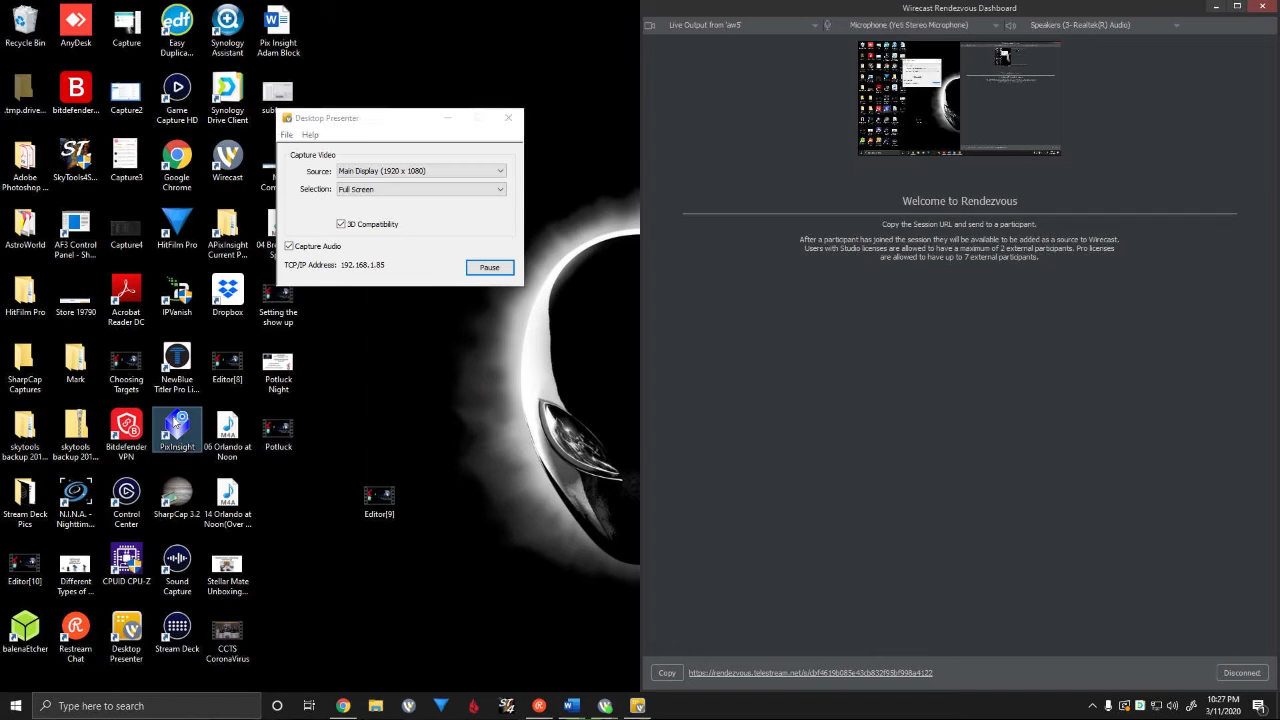 Recycle Bin
AnyDesk
Capture
Easy Duplica...
Synology Assistant
Pix Insight Adam Block
.tmp.drive...
bitdefender...
Capture2
Game Capture HD
Synology Drive Client
Adobe Photoshop ...
SkyTools4...
Capture3
Google Chrome
Wirecast
AstroWorld
AF3 Control Panel - Sh...
Capture4
HitFilm Pro
APixInsight Current P...
HitFilm Pro
Store 19790
Acrobat Reader DC
IPVanish
Dropbox
Setting the show up
SharpCap Captures
Mark
Choosing Targets
NewBlue Titler Pro Li...
Editor[8]
Potluck Night
skytools backup 201...
skytools backup 201...
Bitdefender VPN
PixInsight
06 Orlando at Noon
Potluck
Stream Deck Pics
N.I.N.A. - Nighttim...
Control Center
SharpCap 3.2
14 Orlando at Noon(Over ...
Editor[9]
Editor[10]
Different Types of ...
CPUID CPU-Z
Sound Capture
Stellar Mate Unboxing...
balenaEtcher
Restream Chat
Desktop Presenter
Stream Deck
CCTS CoronaVirus
Desktop Presenter
File Help
Capture Video
Source: Main Display (1920 x 1080)
Selection: Full Screen
3D Compatibility
Capture Audio
TCP/IP Address: 192.168.1.85
Pause
Wirecast Rendezvous Dashboard
Live Output from 'aw5' Microphone (Yeti Stereo Microphone) Speakers (3- Realtek(R) Audio)
Welcome to Rendezvous
Copy the Session URL and send to a participant.
After a participant has joined the session they will be available to be added as a source to Wirecast.
Users with Studio licenses are allowed to have a maximum of 2 external participants. Pro licenses
are allowed to have up to 7 external participants.
Copy
Disconnect
Type here to search
10:27 PM
3/11/2020